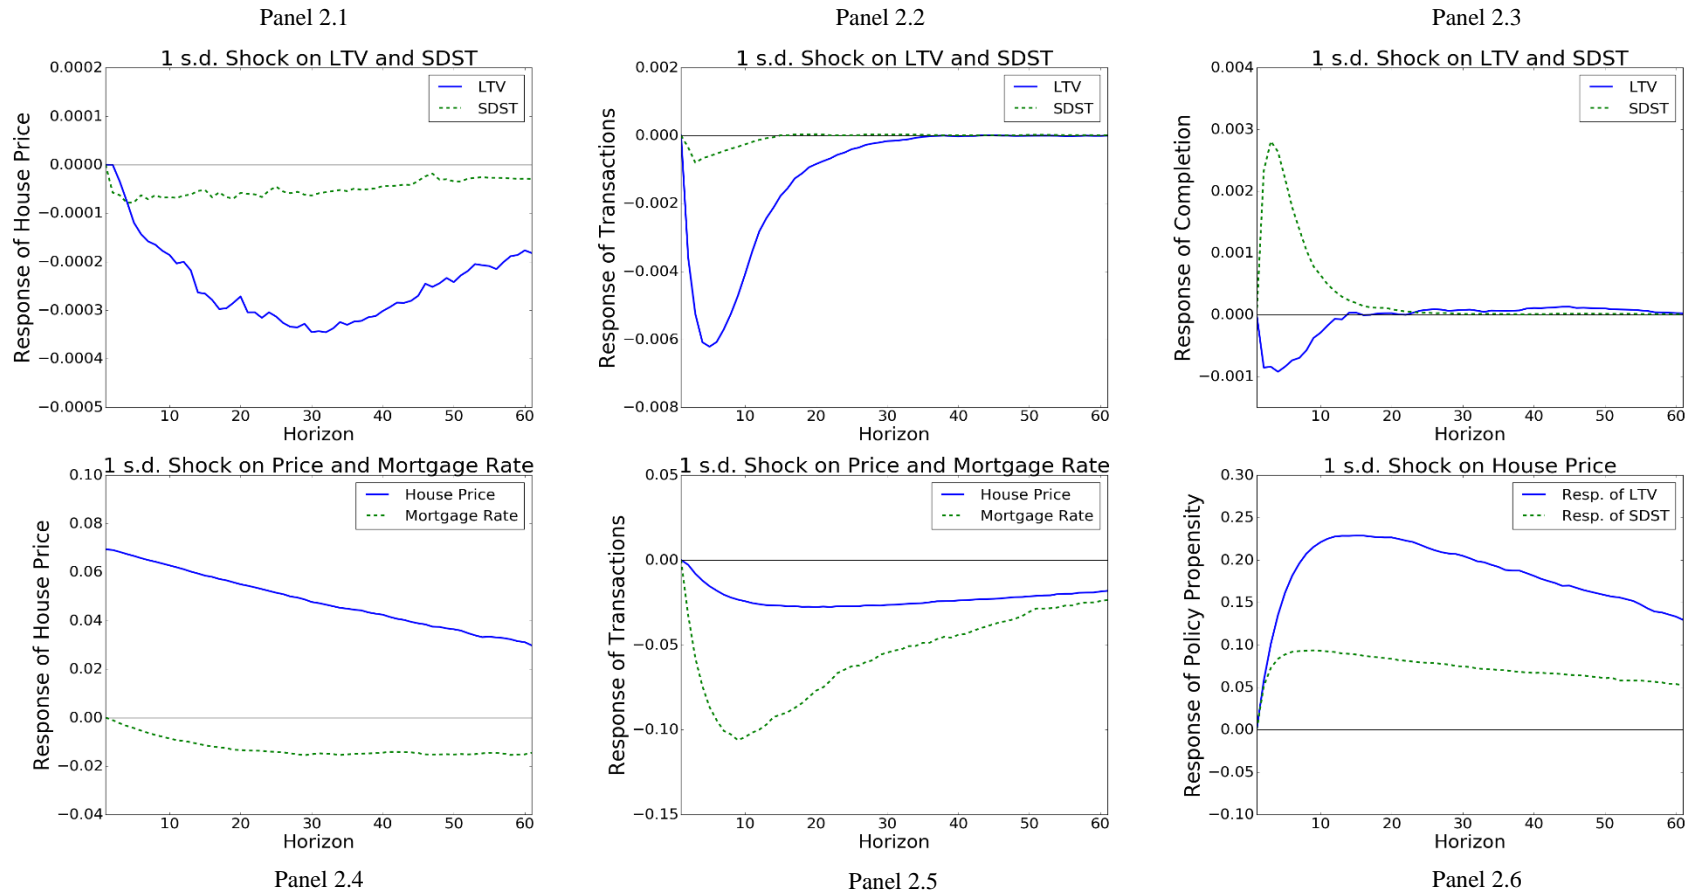 Panel 2.1
Panel 2.2
Panel 2.3
1 s.d. Shock on LTV and SDST
Response of House Price
0.0002
0.0001
0.0000
−0.0001
−0.0002
−0.0003
−0.0004
−0.0005
LTV
SDST
10 20 30 40 50 60
Horizon
1 s.d. Shock on LTV and SDST
Response of Transactions
0.002
0.000
−0.002
−0.004
−0.006
−0.008
LTV
SDST
10 20 30 40 50 60
Horizon
1 s.d. Shock on LTV and SDST
Response of Completion
0.004
0.003
0.002
0.001
0.000
−0.001
LTV
SDST
10 20 30 40 50 60
Horizon
1 s.d. Shock on Price and Mortgage Rate
Response of House Price
0.10
0.08
0.06
0.04
0.02
0.00
−0.02
−0.04
House Price
Mortgage Rate
10 20 30 40 50 60
Horizon
1 s.d. Shock on Price and Mortgage Rate
Response of Transactions
0.05
0.00
−0.05
−0.10
−0.15
House Price
Mortgage Rate
10 20 30 40 50 60
Horizon
1 s.d. Shock on House Price
Response of Policy Propensity
0.30
0.25
0.20
0.15
0.10
0.05
0.00
−0.05
−0.10
Resp. of LTV
Resp. of SDST
10 20 30 40 50 60
Horizon
Panel 2.4
Panel 2.5
Panel 2.6